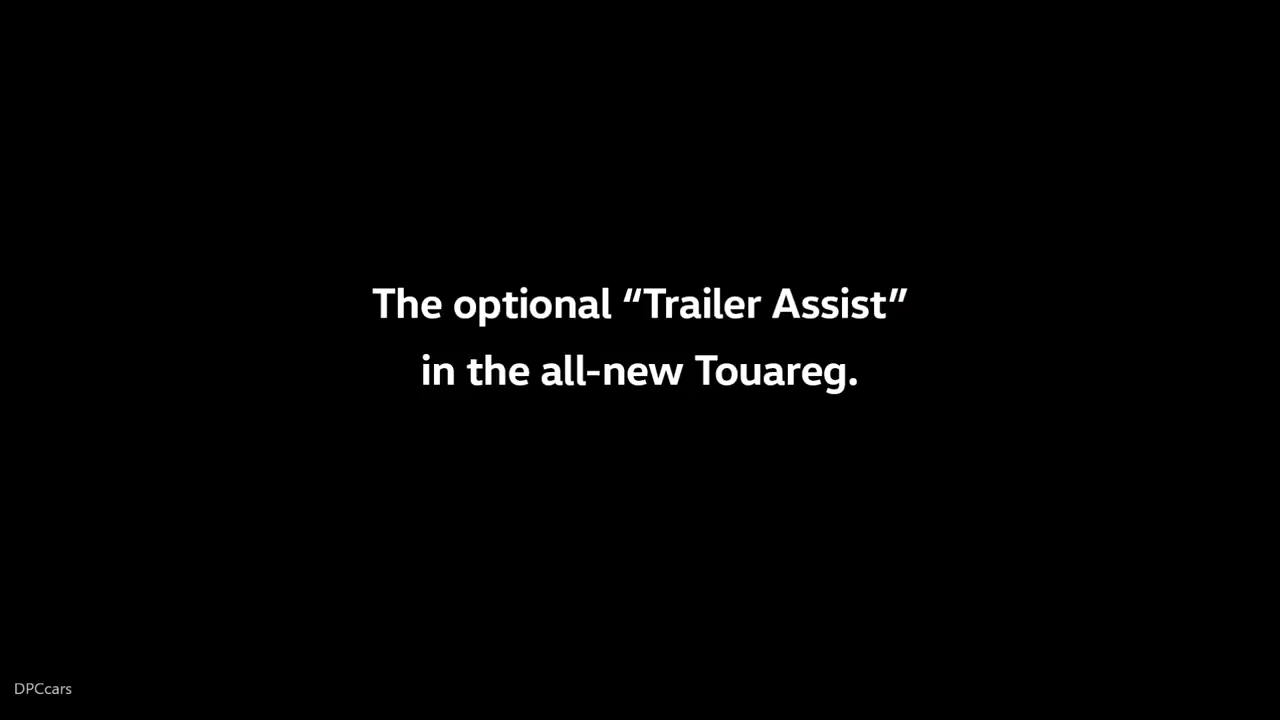 The optional “Trailer Assist”
in the all-new Touareg.
DPCcars